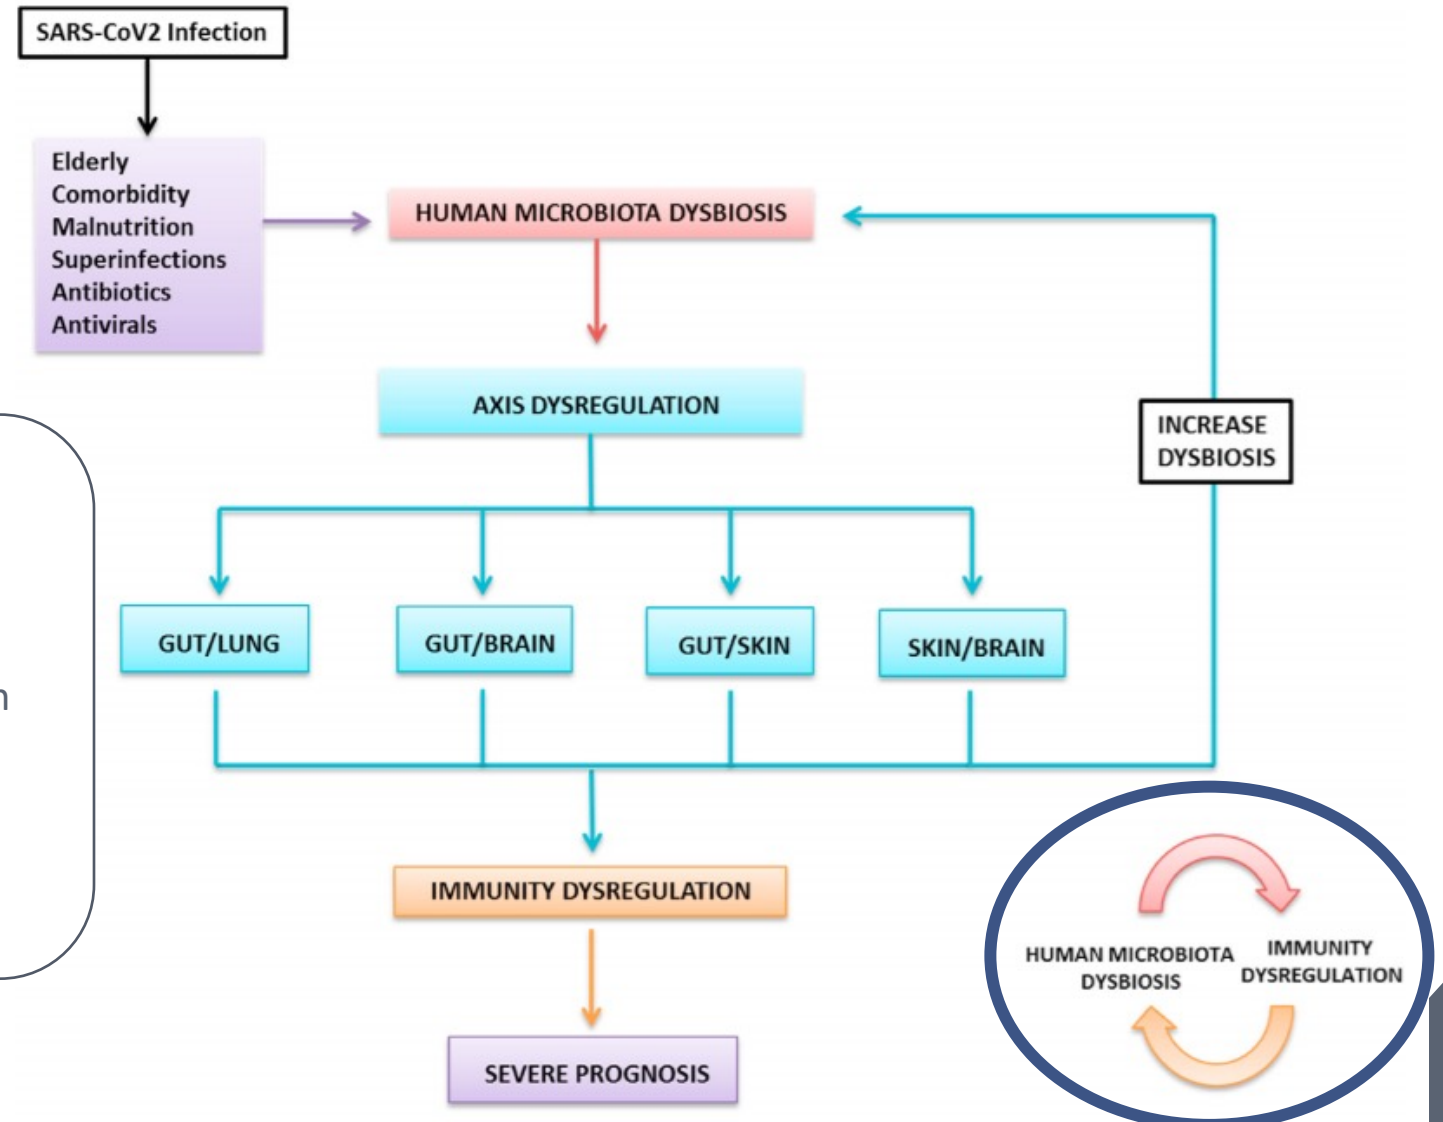 SARS-CoV2 Infection
Elderly
Comorbidity
Malnutrition
Superinfections
Antibiotics
Antivirals
HUMAN MICROBIOTA DYSBIOSIS
AXIS DYSREGULATION
INCREASE
DYSBIOSIS
GUT/LUNG
GUT/BRAIN
GUT/SKIN
SKIN/BRAIN
IMMUNITY DYSREGULATION
SEVERE PROGNOSIS
HUMAN MICROBIOTA
DYSBIOSIS
IMMUNITY
DYSREGULATION